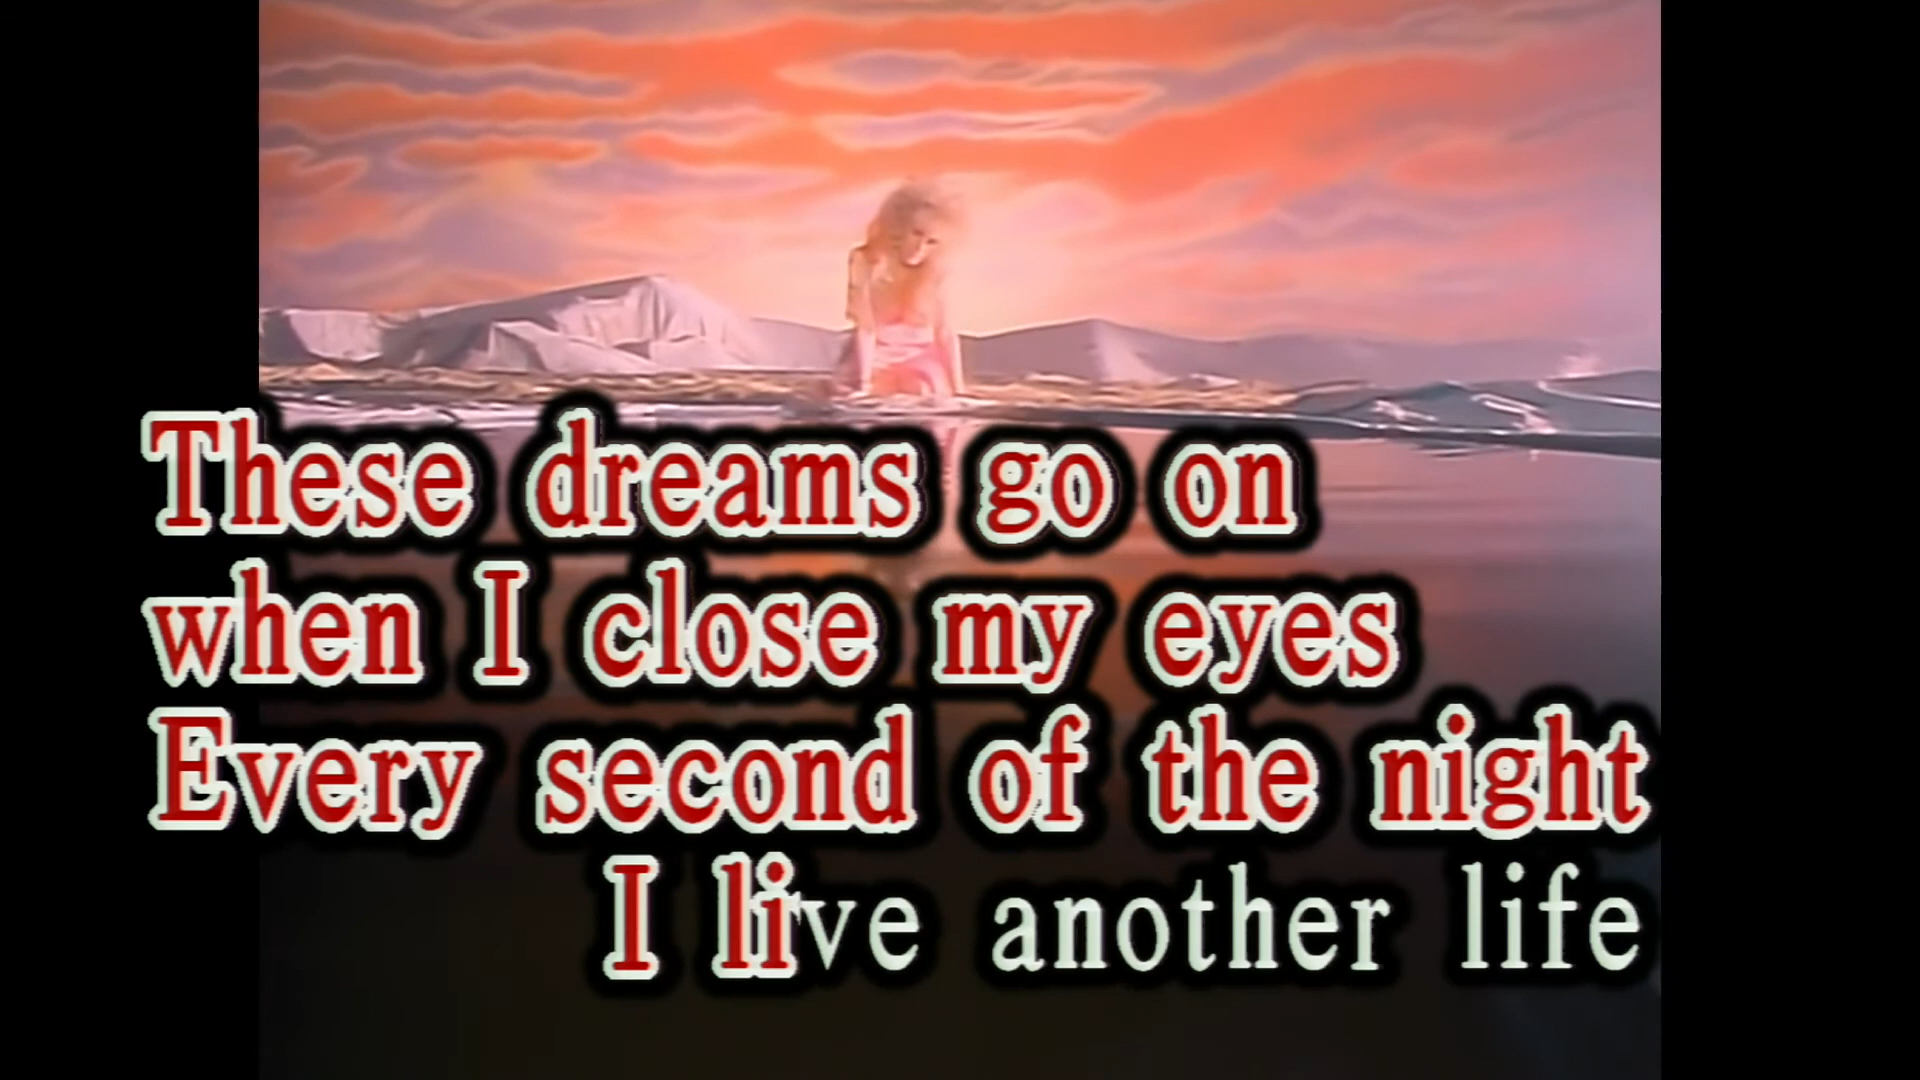 These dreams go on
when I close my eyes
Every second of the night
I live another life